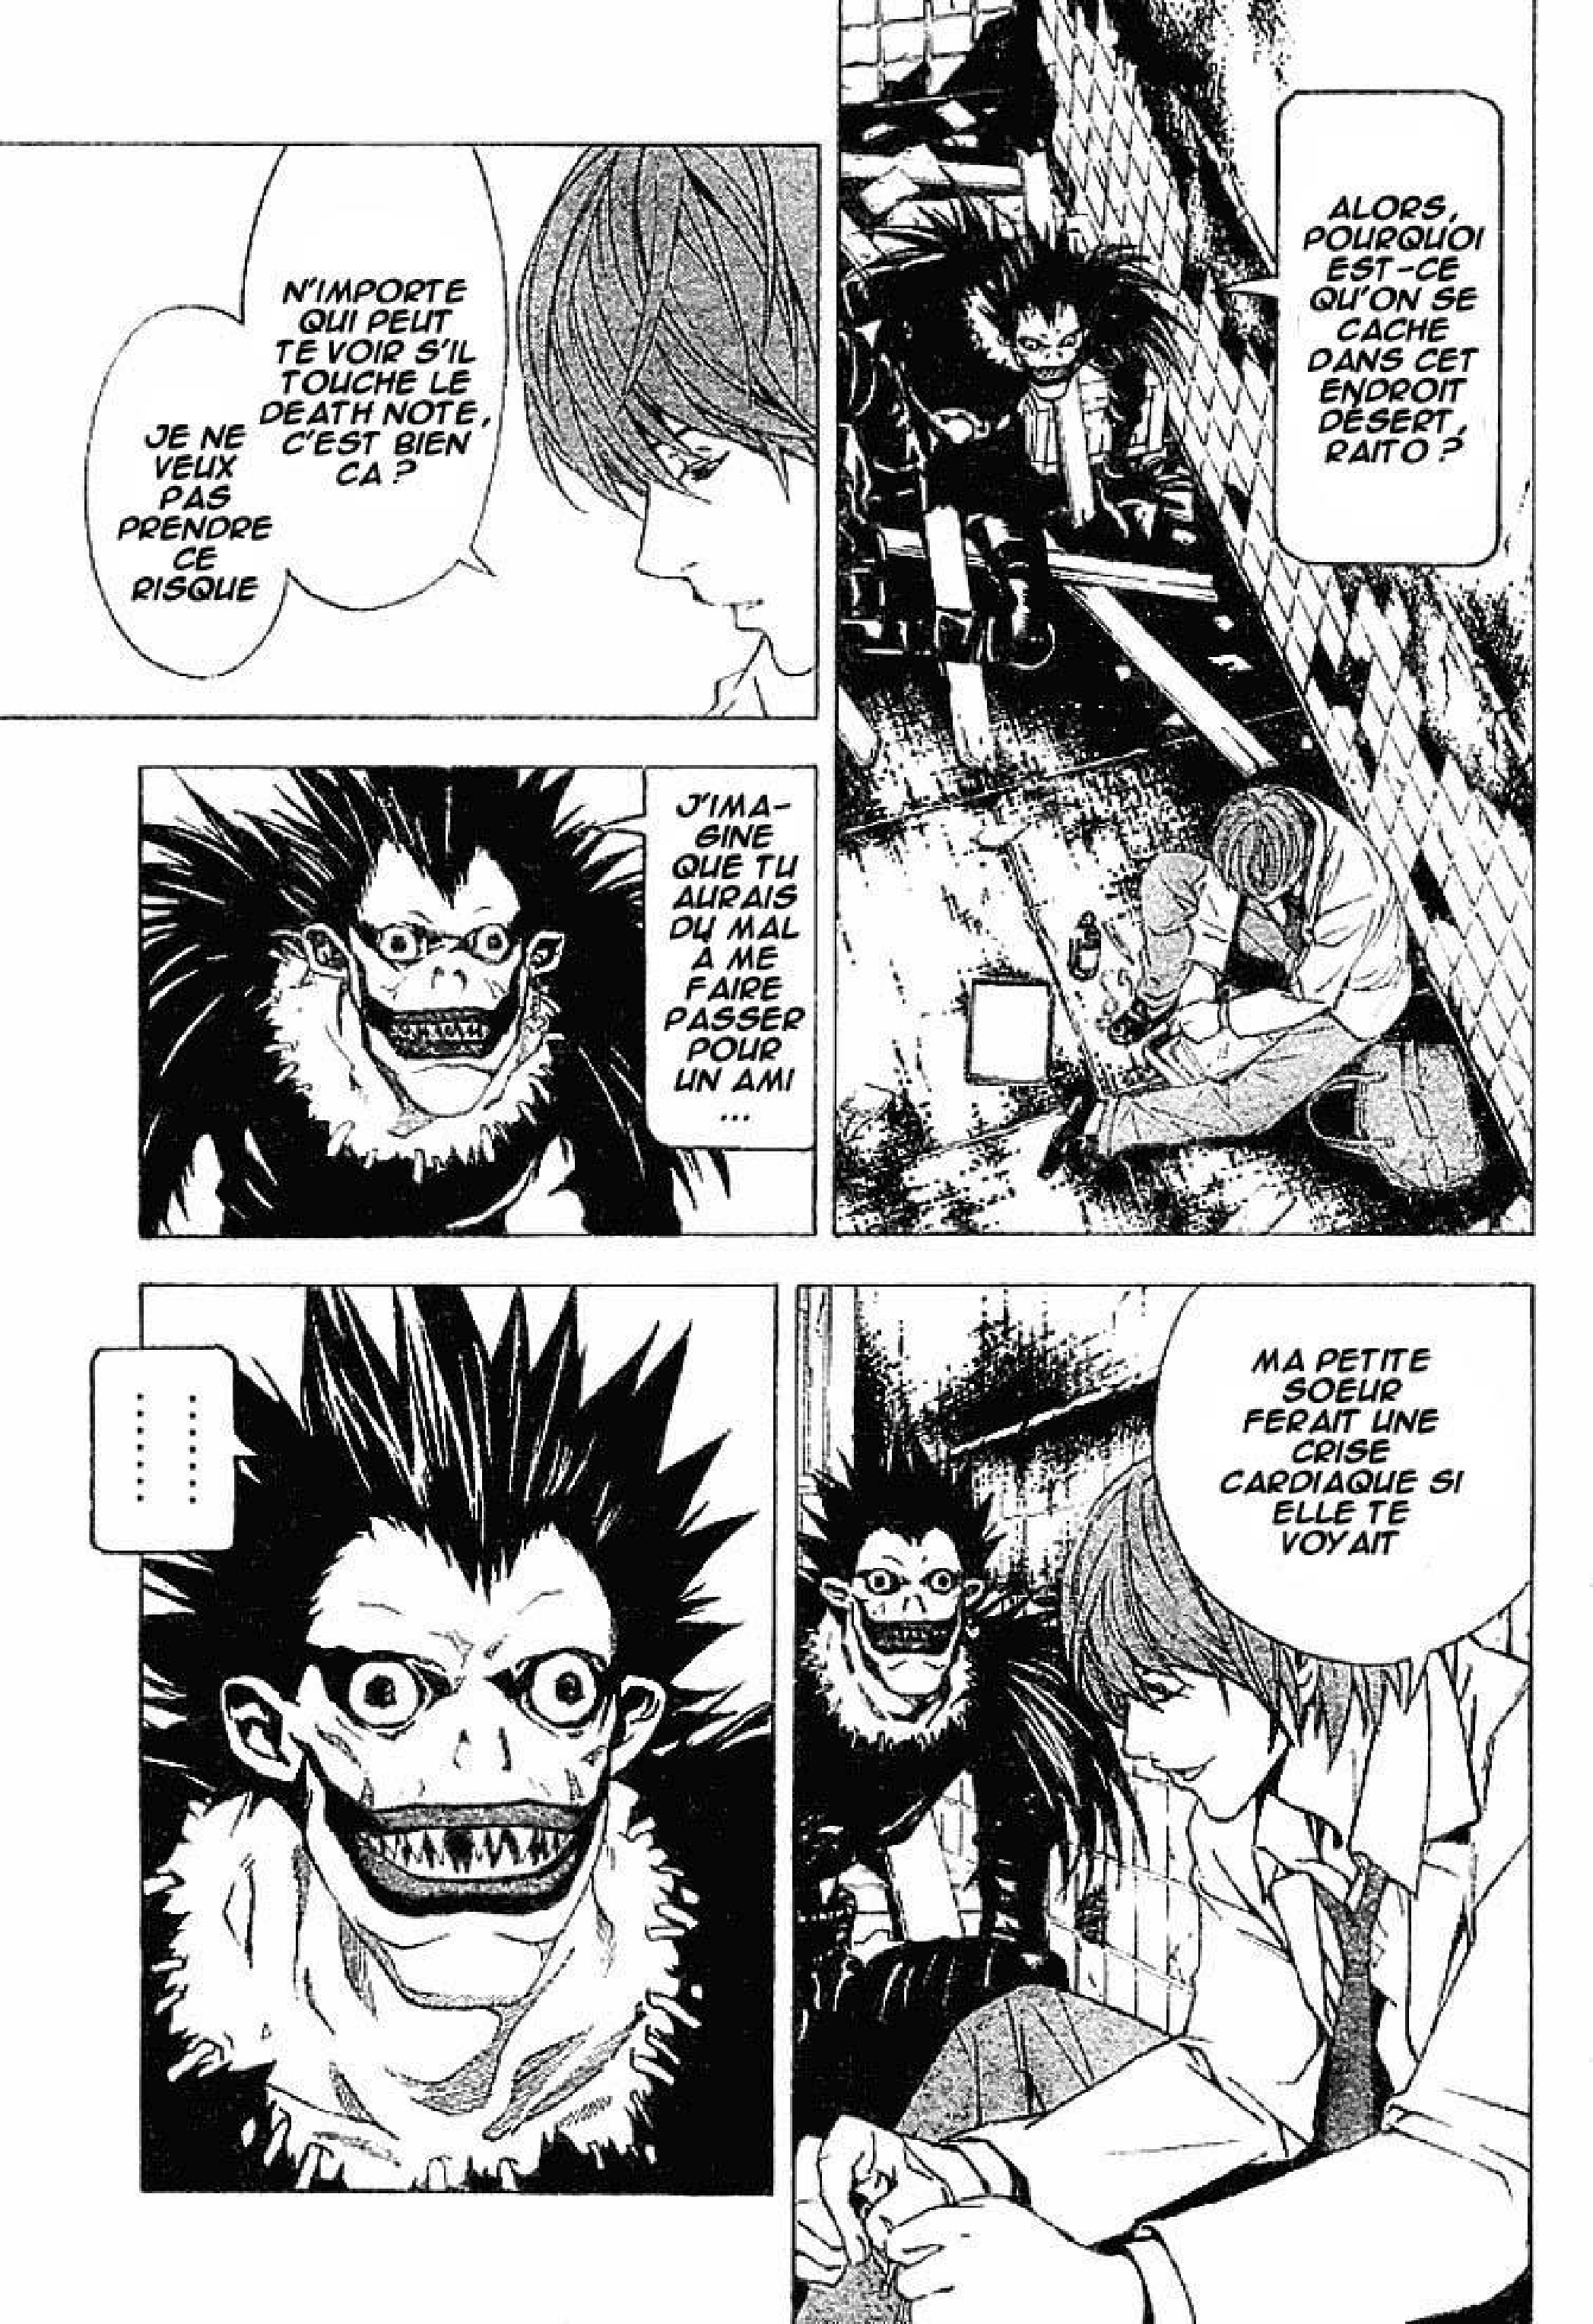 ALORS,
POURQUOI
EST-CE
QU'ON SE
CACHE
DANS CET
ENDROIT
DÉSERT,
RAITO ?
N'IMPORTE
QUI PEUT
TE VOIR S'IL
TOUCHE LE
DEATH NOTE,
C'EST BIEN
CA ?
JE NE
VEUX
PAS
PRENDRE
CE
RISQUE
J'IMA-
GINE
QUE TU
AURAIS
DU MAL
À ME
FAIRE
PASSER
POUR
UN AMI
...
MA PETITE
SOEUR
FERAIT UNE
CRISE
CARDIAQUE SI
ELLE TE
VOYAIT
......
......